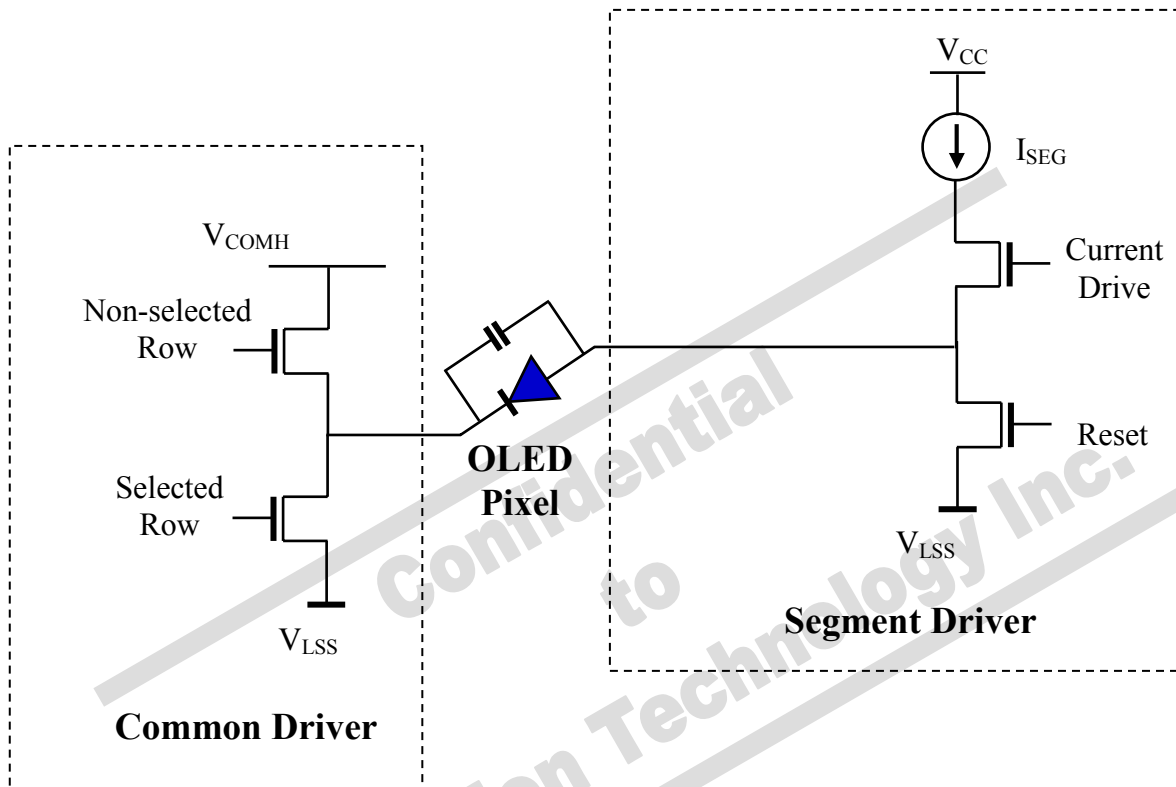 V_CC
I_SEG
V_COMH
Current
Drive
Non-selected
Row
OLED
Pixel
Reset
Selected
Row
V_LSS
V_LSS
Segment Driver
Common Driver
Confidential
to
Technology Inc.